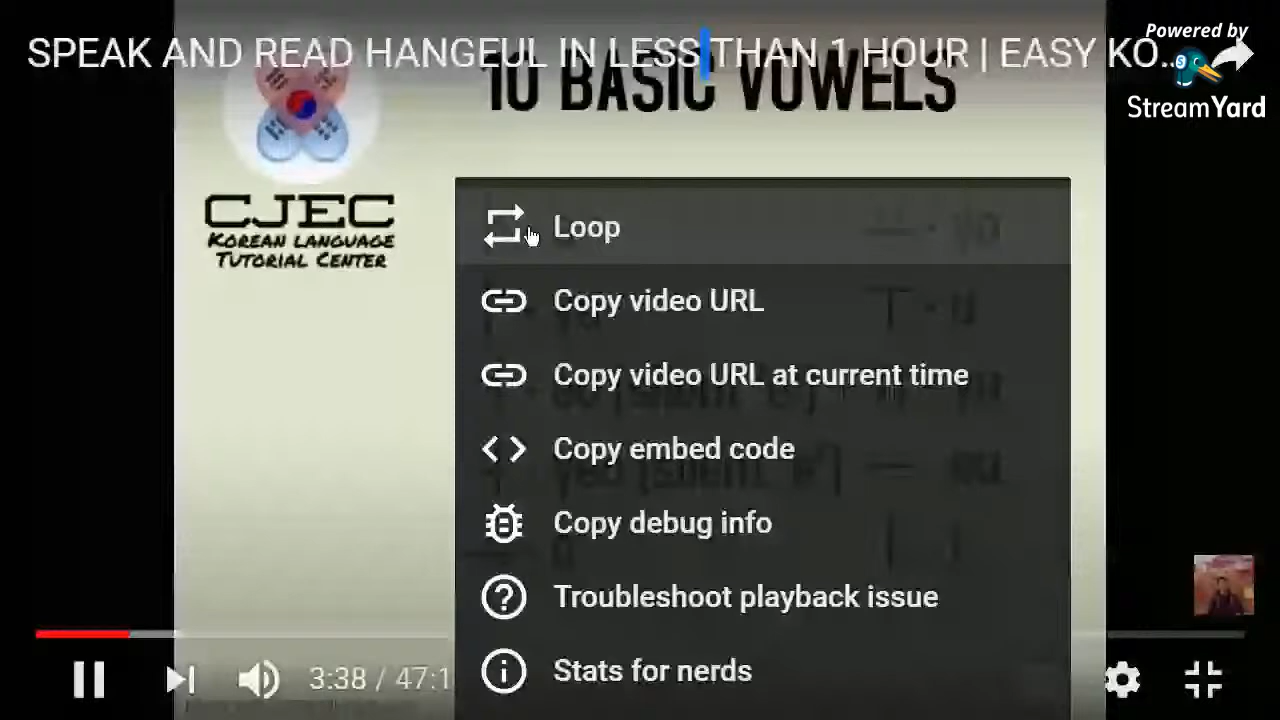 SPEAK AND READ HANGEUL IN LESS THAN 1 HOUR | EASY KO...
Powered by
StreamYard
10 BASIC VOWELS
CJEC
KOREAN LANGUAGE
TUTORIAL CENTER
Loop
Copy video URL
Copy video URL at current time
Copy embed code
Copy debug info
Troubleshoot playback issue
Stats for nerds
3:38 / 47:1